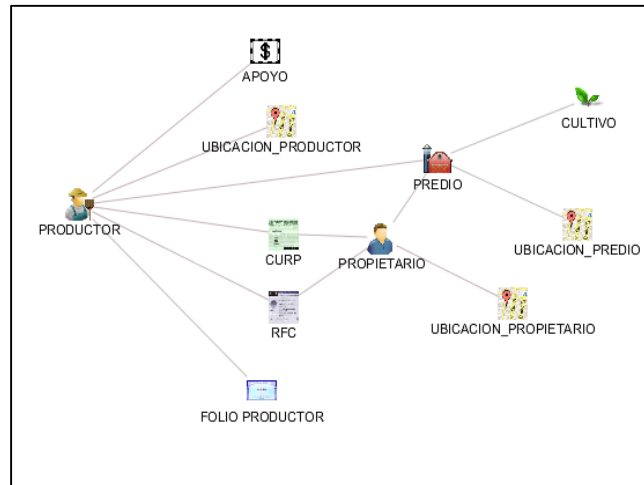 $
APOYO
CULTIVO
UBICACION_PRODUCTOR
PREDIO
PRODUCTOR
UBICACION_PREDIO
CURP
PROPIETARIO
UBICACION_PROPIETARIO
RFC
FOLIO PRODUCTOR